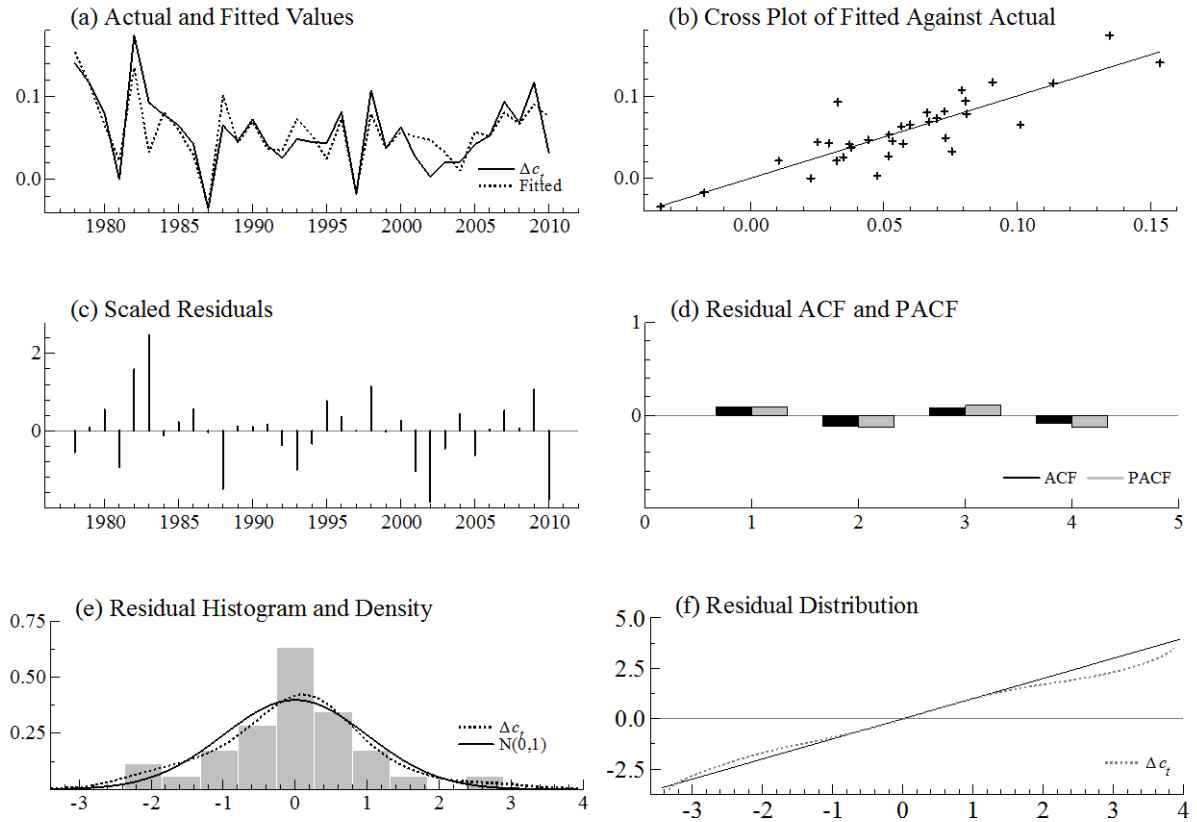 (a) Actual and Fitted Values
0.1
0.0
Δc_t
Fitted
1980 1985 1990 1995 2000 2005 2010
(b) Cross Plot of Fitted Against Actual
0.1
0.0
0.00 0.05 0.10 0.15
(c) Scaled Residuals
2
0
1980 1985 1990 1995 2000 2005 2010
(d) Residual ACF and PACF
1
0
ACF PACF
0 1 2 3 4 5
(e) Residual Histogram and Density
0.75
0.50
0.25
Δc_t
N(0,1)
-3 -2 -1 0 1 2 3 4
(f) Residual Distribution
5.0
2.5
0.0
-2.5
Δc_t
-3 -2 -1 0 1 2 3 4